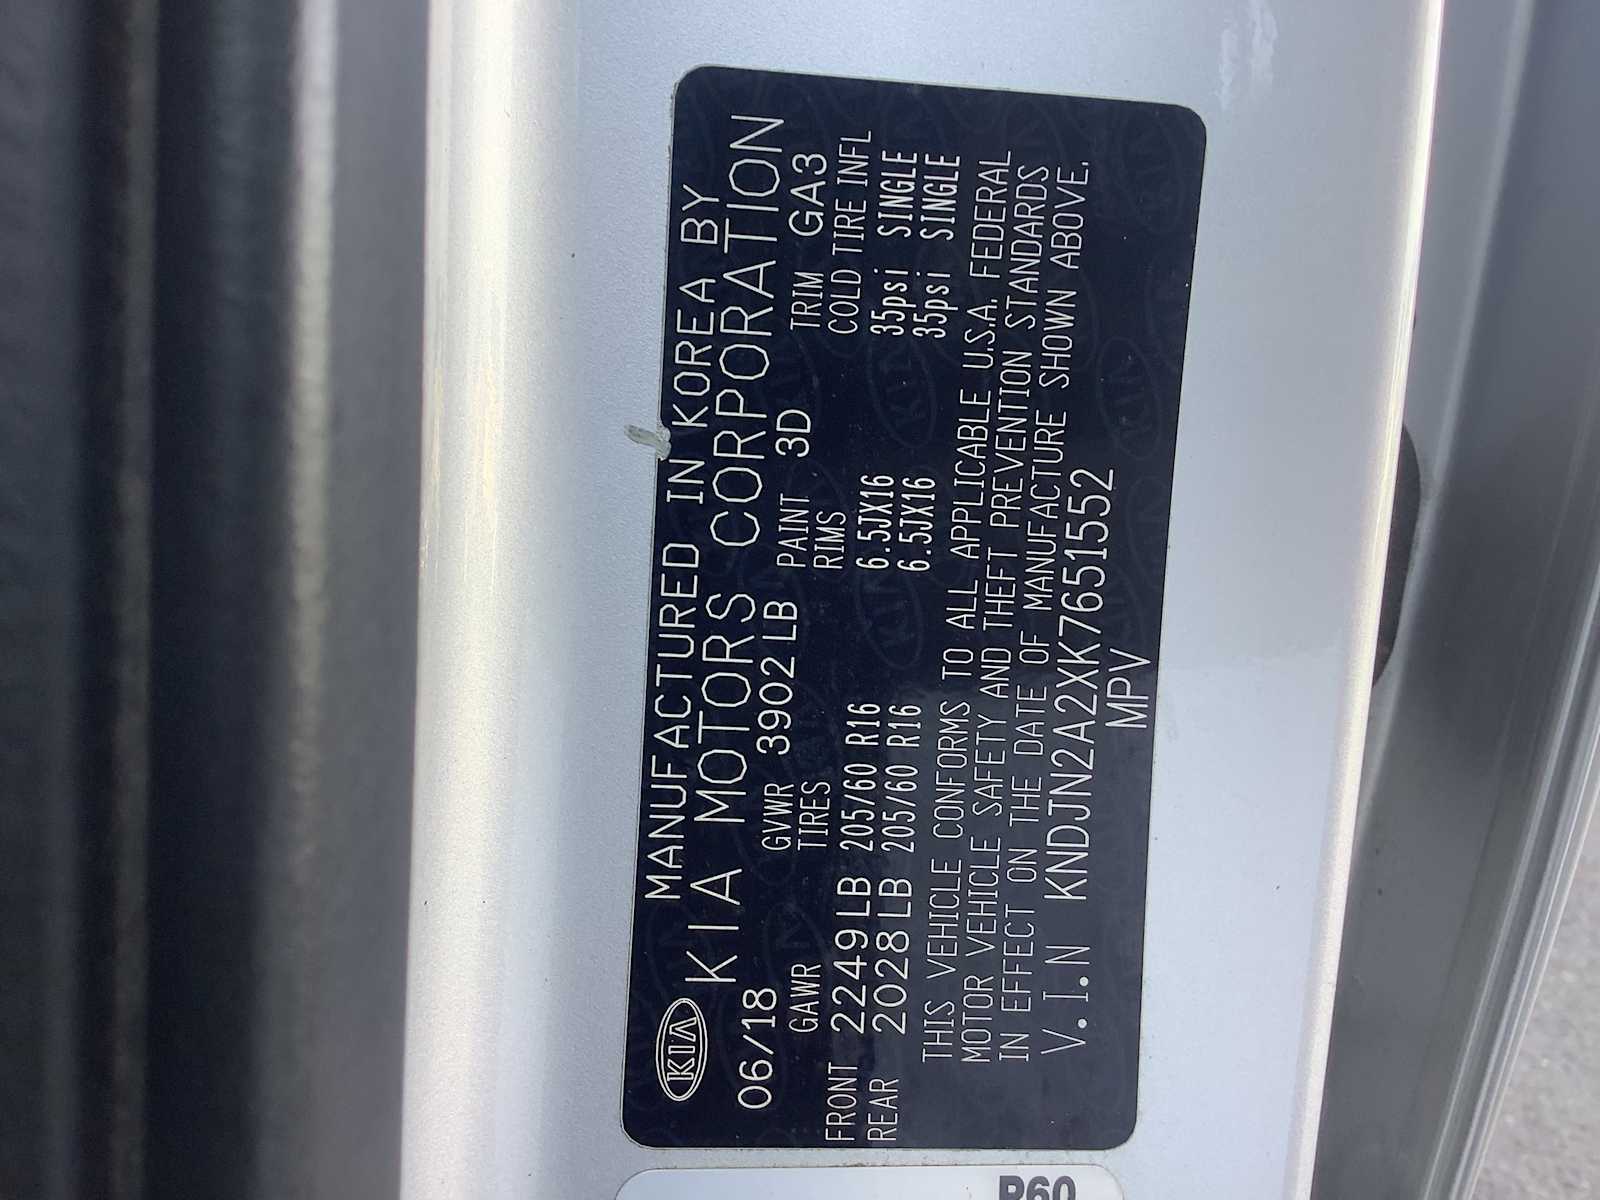 MANUFACTURED IN KOREA BY
KIA KIA MOTORS CORPORATION
06/18 GVWR 3902LB PAINT 3D TRIM GA3
GAWR TIRES RIMS COLD TIRE INFL
FRONT 2249LB 205/60 R16 6.5JX16 35psi SINGLE
REAR 2028LB 205/60 R16 6.5JX16 35psi SINGLE
THIS VEHICLE CONFORMS TO ALL APPLICABLE U.S.A. FEDERAL
MOTOR VEHICLE SAFETY AND THEFT PREVENTION STANDARDS
IN EFFECT ON THE DATE OF MANUFACTURE SHOWN ABOVE.
V.I.N KNDJN2A2XK7651552
MPV